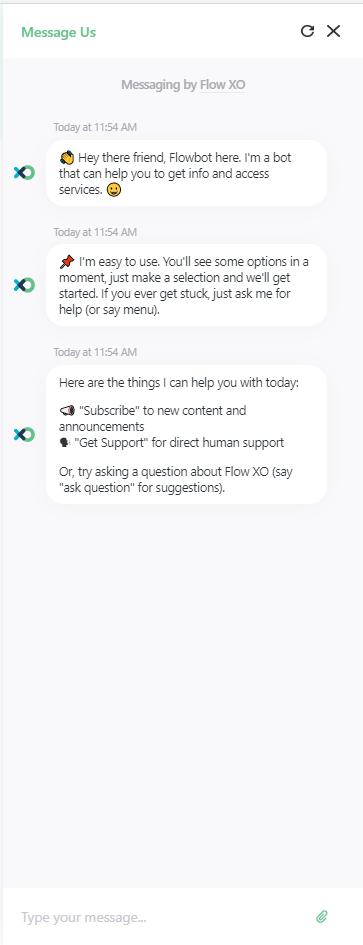 Message Us
Messaging by Flow XO
Today at 11:54 AM
👋 Hey there friend, Flowbot here. I'm a bot
that can help you to get info and access
services. 😀
Today at 11:54 AM
📌 I'm easy to use. You'll see some options in a
moment, just make a selection and we'll get
started. If you ever get stuck, just ask me for
help (or say menu).
Today at 11:54 AM
Here are the things I can help you with today:
📢 "Subscribe" to new content and
announcements
🗣 "Get Support" for direct human support
Or, try asking a question about Flow XO (say
"ask question" for suggestions).
Type your message...